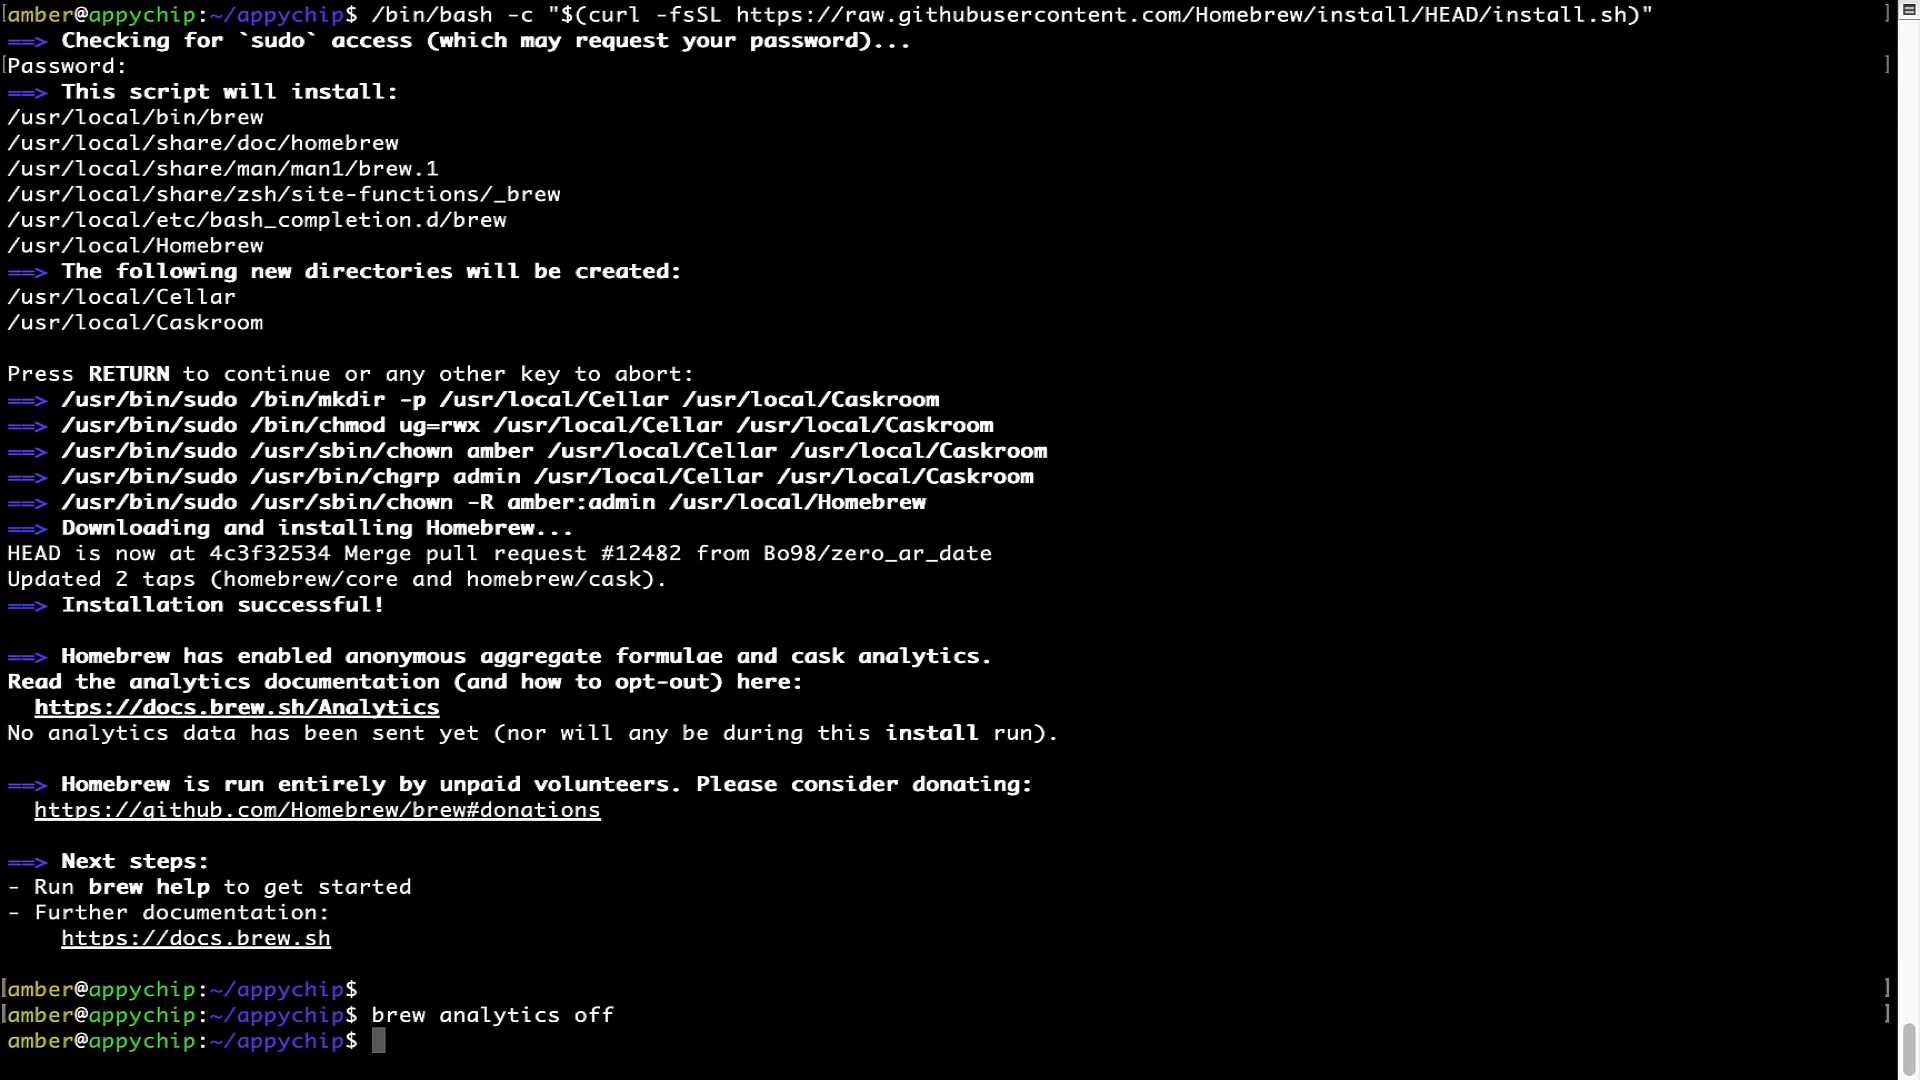 amber@appychip:~/appychip$ /bin/bash -c "$(curl -fsSL https://raw.githubusercontent.com/Homebrew/install/HEAD/install.sh)"
==> Checking for `sudo` access (which may request your password)...
Password:
==> This script will install:
/usr/local/bin/brew
/usr/local/share/doc/homebrew
/usr/local/share/man/man1/brew.1
/usr/local/share/zsh/site-functions/_brew
/usr/local/etc/bash_completion.d/brew
/usr/local/Homebrew
==> The following new directories will be created:
/usr/local/Cellar
/usr/local/Caskroom
Press RETURN to continue or any other key to abort:
==> /usr/bin/sudo /bin/mkdir -p /usr/local/Cellar /usr/local/Caskroom
==> /usr/bin/sudo /bin/chmod ug=rwx /usr/local/Cellar /usr/local/Caskroom
==> /usr/bin/sudo /usr/sbin/chown amber /usr/local/Cellar /usr/local/Caskroom
==> /usr/bin/sudo /usr/bin/chgrp admin /usr/local/Cellar /usr/local/Caskroom
==> /usr/bin/sudo /usr/sbin/chown -R amber:admin /usr/local/Homebrew
==> Downloading and installing Homebrew...
HEAD is now at 4c3f32534 Merge pull request #12482 from Bo98/zero_ar_date
Updated 2 taps (homebrew/core and homebrew/cask).
==> Installation successful!
==> Homebrew has enabled anonymous aggregate formulae and cask analytics.
Read the analytics documentation (and how to opt-out) here:
https://docs.brew.sh/Analytics
No analytics data has been sent yet (nor will any be during this install run).
==> Homebrew is run entirely by unpaid volunteers. Please consider donating:
https://github.com/Homebrew/brew#donations
==> Next steps:
- Run brew help to get started
- Further documentation:
https://docs.brew.sh
amber@appychip:~/appychip$
amber@appychip:~/appychip$ brew analytics off
amber@appychip:~/appychip$